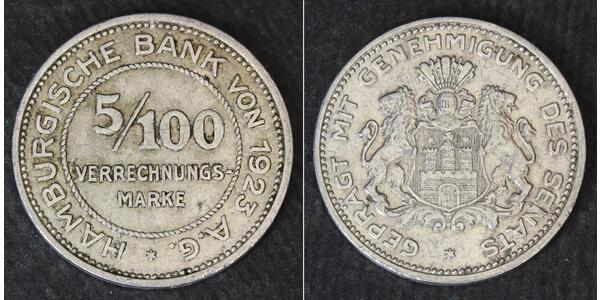 HAMBURGISCHE BANK VON 1923 A.G.
5/100
VERRECHNUNGS-
MARKE
GEPRÄGT MIT GENEHMIGUNG DES SENATS